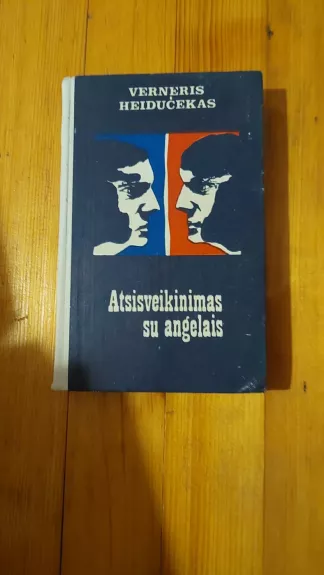 VERNERIS
HEIDUČEKAS
Atsisveikinimas
su angelais